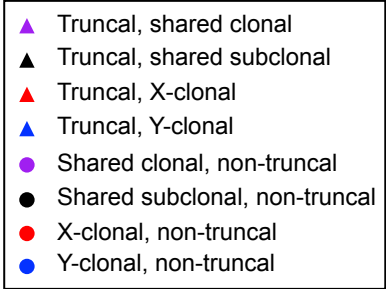 Truncal, shared clonal
Truncal, shared subclonal
Truncal, X-clonal
Truncal, Y-clonal
Shared clonal, non-truncal
Shared subclonal, non-truncal
X-clonal, non-truncal
Y-clonal, non-truncal